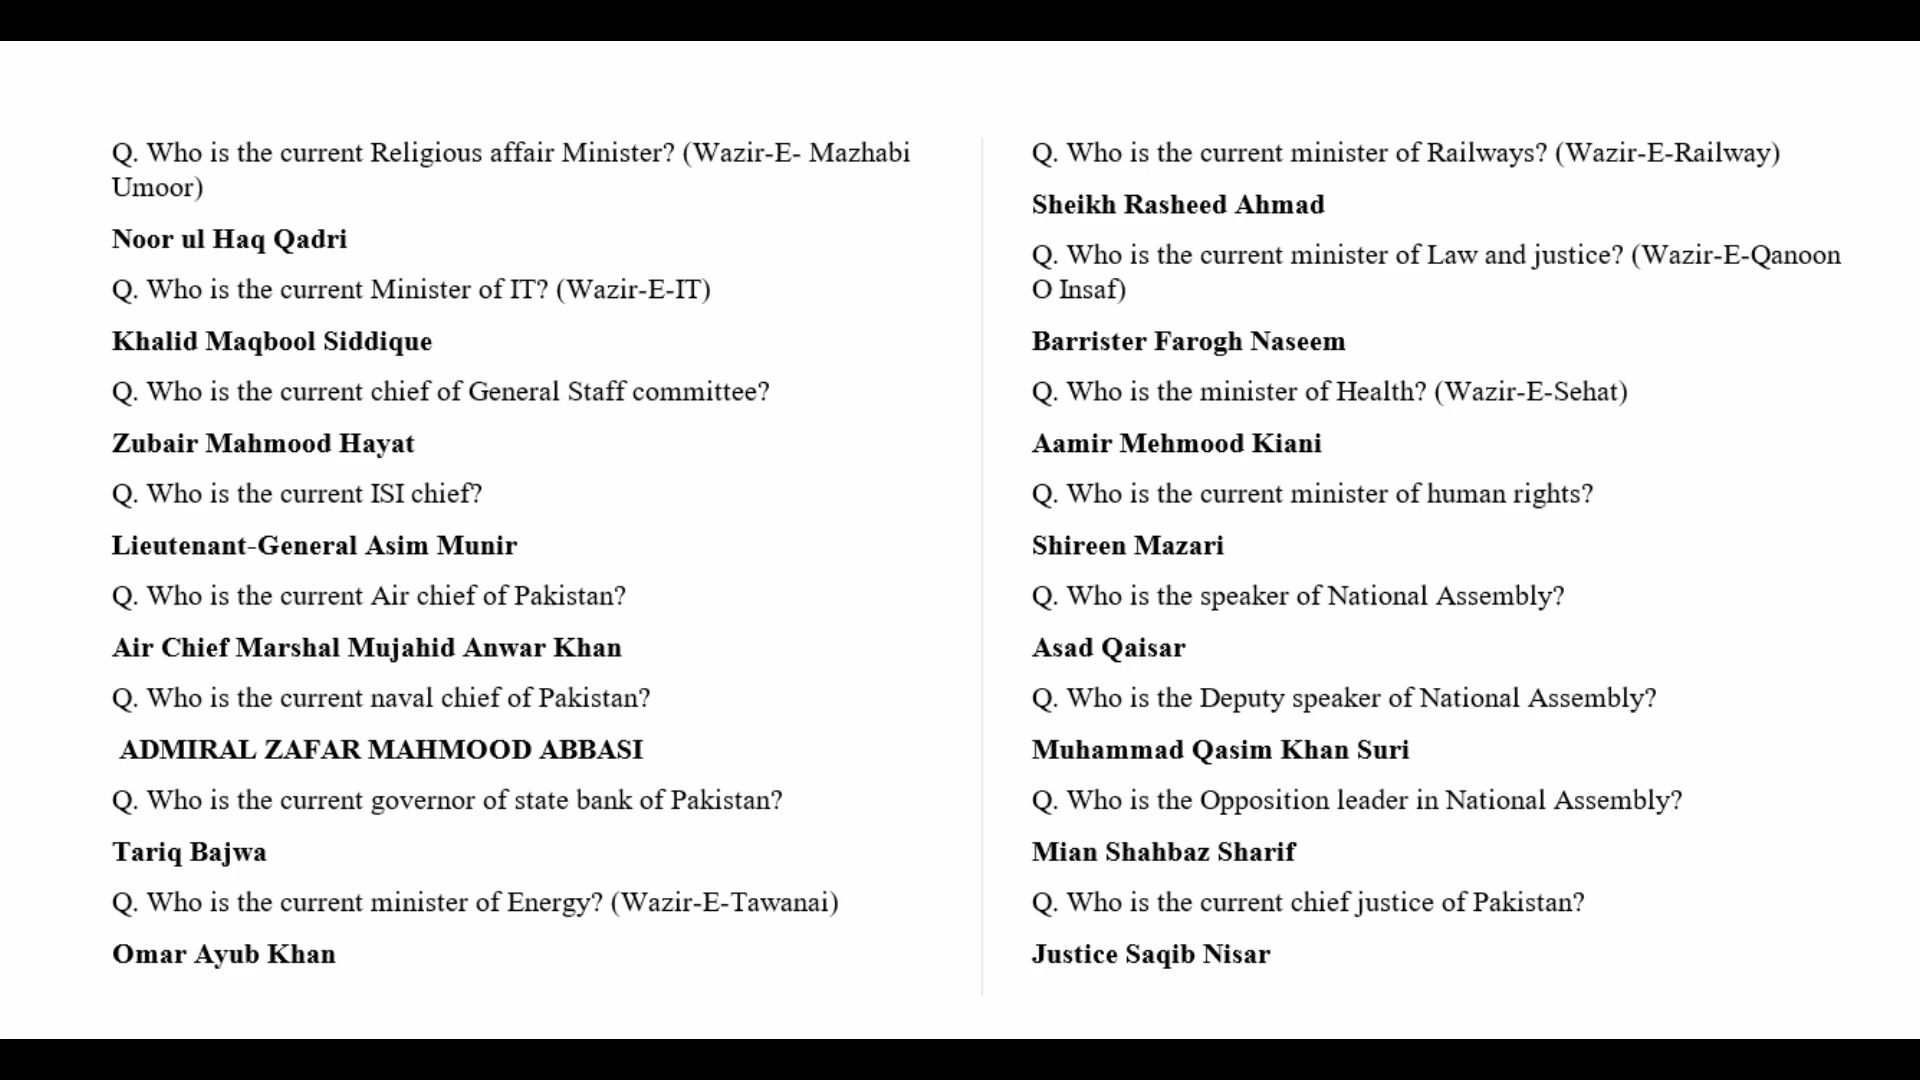 Q. Who is the current Religious affair Minister? (Wazir-E- Mazhabi
Umoor)
Noor ul Haq Qadri
Q. Who is the current Minister of IT? (Wazir-E-IT)
Khalid Maqbool Siddique
Q. Who is the current chief of General Staff committee?
Zubair Mahmood Hayat
Q. Who is the current ISI chief?
Lieutenant-General Asim Munir
Q. Who is the current Air chief of Pakistan?
Air Chief Marshal Mujahid Anwar Khan
Q. Who is the current naval chief of Pakistan?
ADMIRAL ZAFAR MAHMOOD ABBASI
Q. Who is the current governor of state bank of Pakistan?
Tariq Bajwa
Q. Who is the current minister of Energy? (Wazir-E-Tawanai)
Omar Ayub Khan
Q. Who is the current minister of Railways? (Wazir-E-Railway)
Sheikh Rasheed Ahmad
Q. Who is the current minister of Law and justice? (Wazir-E-Qanoon
O Insaf)
Barrister Farogh Naseem
Q. Who is the minister of Health? (Wazir-E-Sehat)
Aamir Mehmood Kiani
Q. Who is the current minister of human rights?
Shireen Mazari
Q. Who is the speaker of National Assembly?
Asad Qaisar
Q. Who is the Deputy speaker of National Assembly?
Muhammad Qasim Khan Suri
Q. Who is the Opposition leader in National Assembly?
Mian Shahbaz Sharif
Q. Who is the current chief justice of Pakistan?
Justice Saqib Nisar